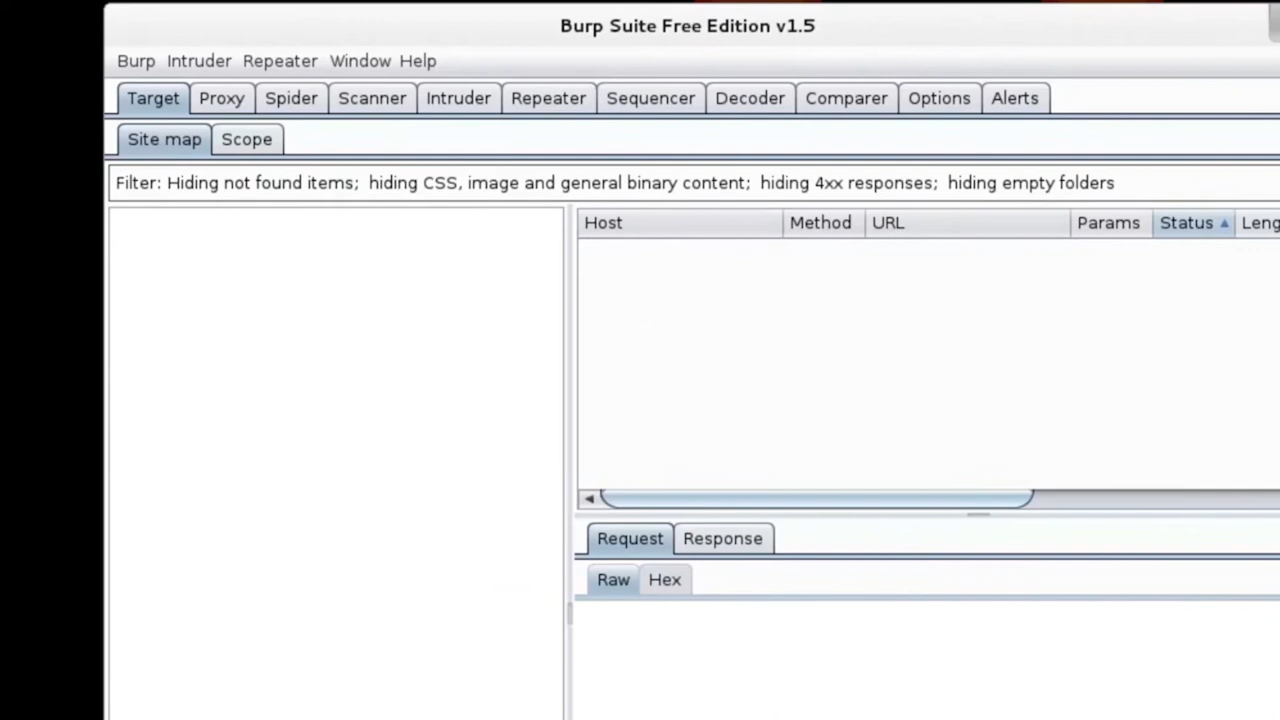 Burp Suite Free Edition v1.5
Burp Intruder Repeater Window Help
Target Proxy Spider Scanner Intruder Repeater Sequencer Decoder Comparer Options Alerts
Site map Scope
Filter: Hiding not found items; hiding CSS, image and general binary content; hiding 4xx responses; hiding empty folders
Host Method URL Params Status Leng
Request Response
Raw Hex